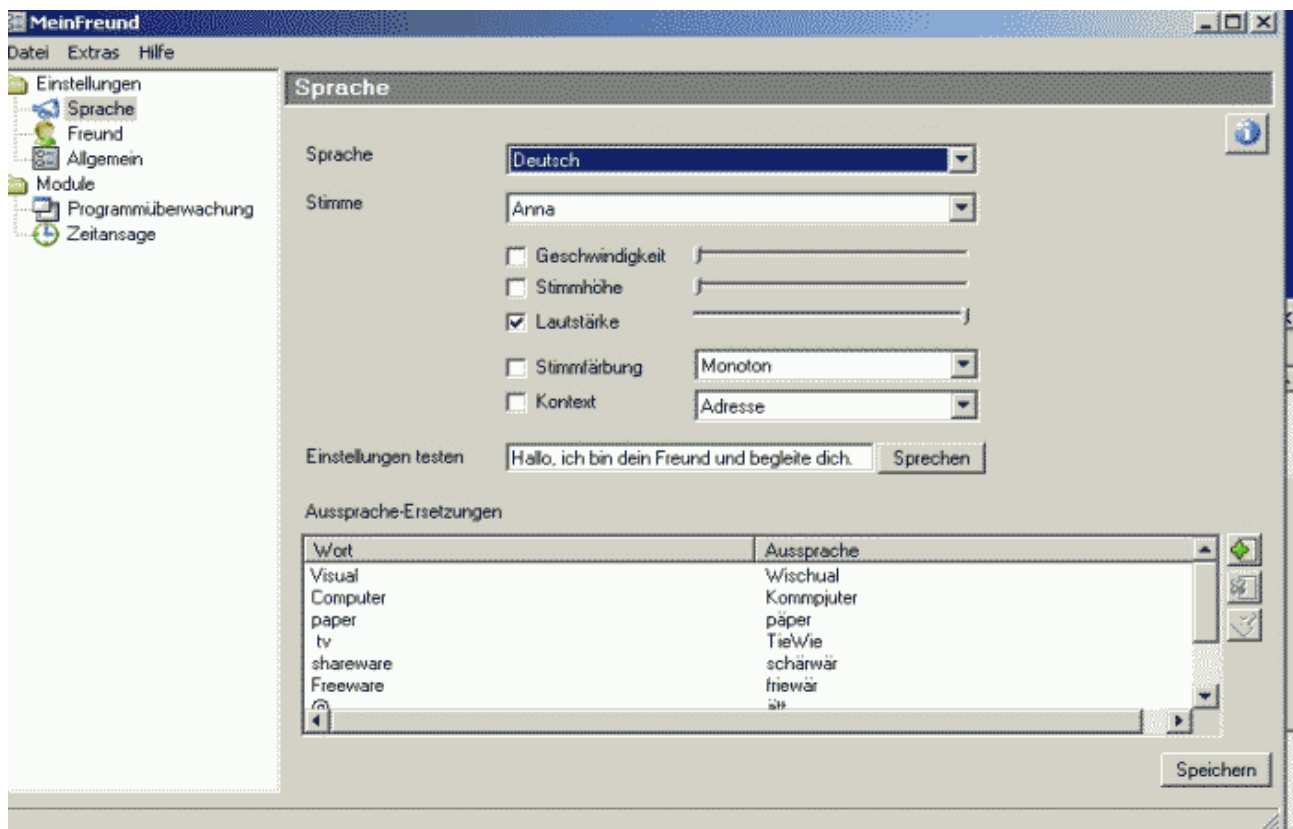 MeinFreund
Datei Extras Hilfe
Einstellungen
Sprache
Freund
Allgemein
Module
Programmüberwachung
Zeitansage
Sprache
Sprache Deutsch
Stimme Anna
Geschwindigkeit
Stimmhöhe
Lautstärke
Stimmfärbung Monoton
Kontext Adresse
Einstellungen testen Hallo, ich bin dein Freund und begleite dich. Sprechen
Aussprache-Ersetzungen
Wort Aussprache
Visual Wischual
Computer Kommpjuter
paper päper
tv TieWie
shareware schärwär
Freeware friewär
@ ätt
Speichern